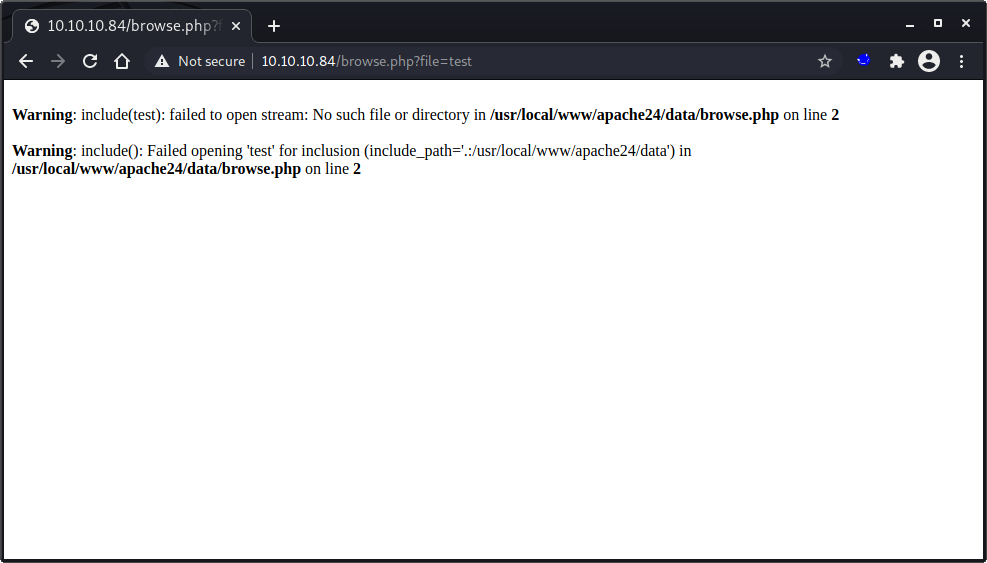 10.10.10.84/browse.php?f
Not secure | 10.10.10.84/browse.php?file=test
Warning: include(test): failed to open stream: No such file or directory in /usr/local/www/apache24/data/browse.php on line 2
Warning: include(): Failed opening 'test' for inclusion (include_path='.:/usr/local/www/apache24/data') in
/usr/local/www/apache24/data/browse.php on line 2